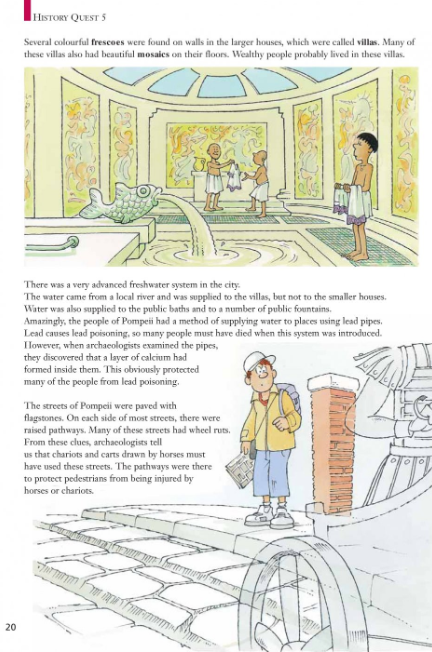 HISTORY QUEST 5
Several colourful frescoes were found on walls in the larger houses, which were called villas. Many of
these villas also had beautiful mosaics on their floors. Wealthy people probably lived in these villas.
There was a very advanced freshwater system in the city.
The water came from a local river and was supplied to the villas, but not to the smaller houses.
Water was also supplied to the public baths and to a number of public fountains.
Amazingly, the people of Pompeii had a method of supplying water to places using lead pipes.
Lead causes lead poisoning, so many people must have died when this system was introduced.
However, when archaeologists examined the pipes,
they discovered that a layer of calcium had
formed inside them. This obviously protected
many of the people from lead poisoning.
The streets of Pompeii were paved with
flagstones. On each side of most streets, there were
raised pathways. Many of these streets had wheel ruts.
From these clues, archaeologists tell
us that chariots and carts drawn by horses must
have used these streets. The pathways were there
to protect pedestrians from being injured by
horses or chariots.
20